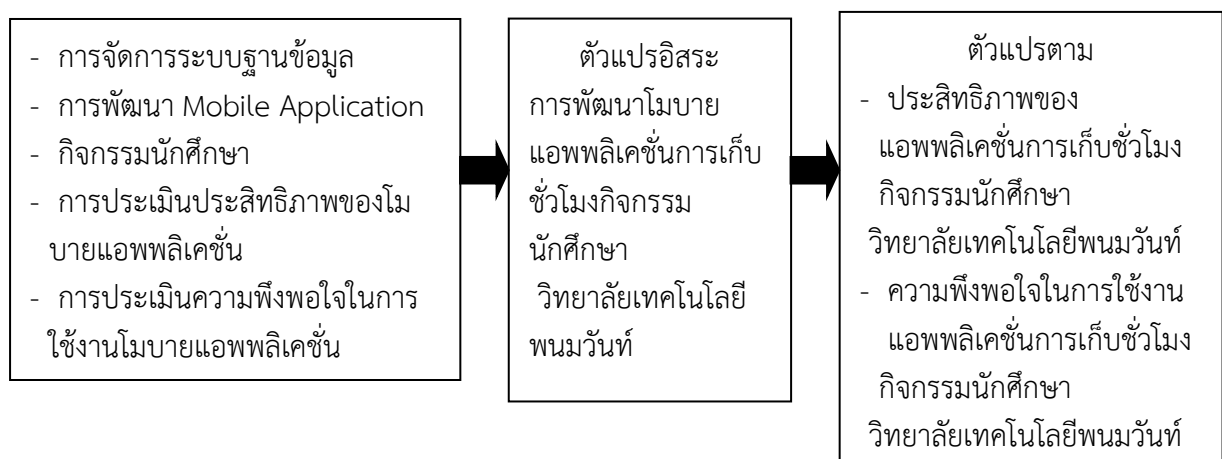 - การจัดการระบบฐานข้อมูล
- การพัฒนา Mobile Application
- กิจกรรมนักศึกษา
- การประเมินประสิทธิภาพของโม
บายแอพพลิเคชั่น
- การประเมินความพึงพอใจในการ
ใช้งานโมบายแอพพลิเคชั่น
ตัวแปรอิสระ
การพัฒนาโมบาย
แอพพลิเคชั่นการเก็บ
ชั่วโมงกิจกรรม
นักศึกษา
วิทยาลัยเทคโนโลยี
พนมวันท์
ตัวแปรตาม
- ประสิทธิภาพของ
แอพพลิเคชั่นการเก็บชั่วโมง
กิจกรรมนักศึกษา
วิทยาลัยเทคโนโลยีพนมวันท์
- ความพึงพอใจในการใช้งาน
แอพพลิเคชั่นการเก็บชั่วโมง
กิจกรรมนักศึกษา
วิทยาลัยเทคโนโลยีพนมวันท์